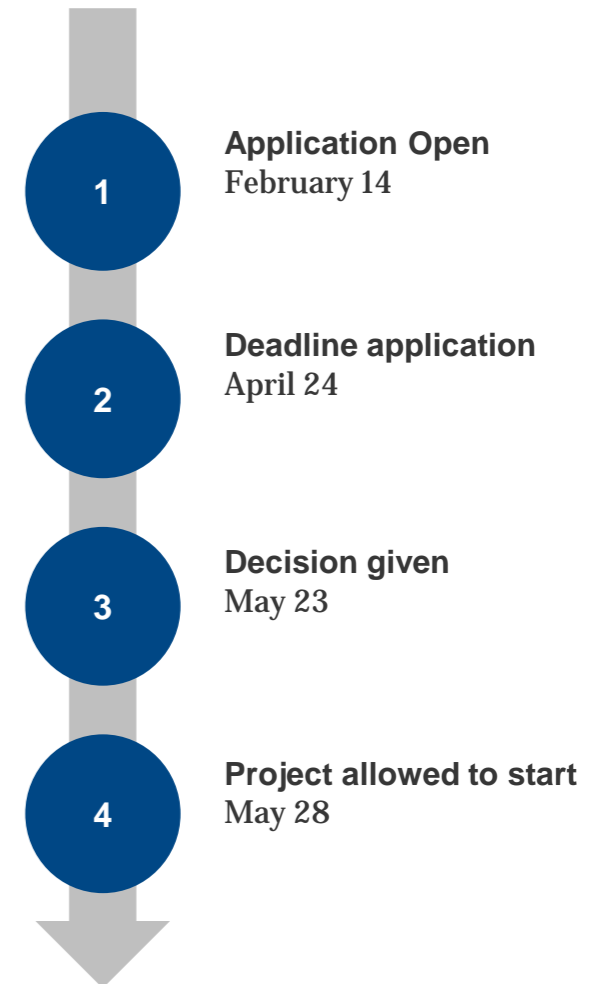 1
Application Open
February 14
2
Deadline application
April 24
3
Decision given
May 23
4
Project allowed to start
May 28